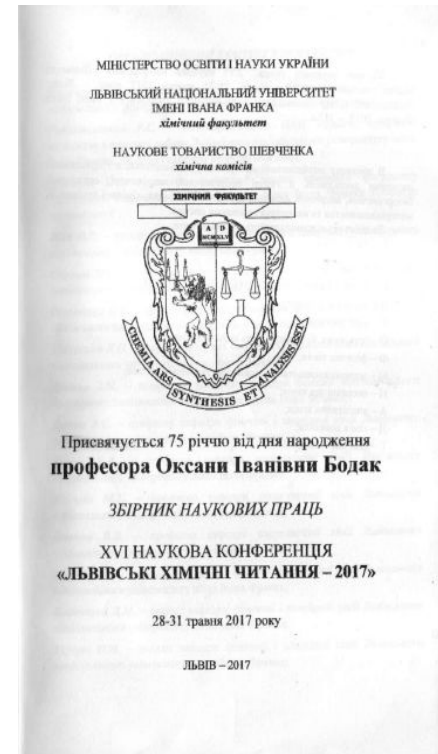 МІНІСТЕРСТВО ОСВІТИ І НАУКИ УКРАЇНИ
ЛЬВІВСЬКИЙ НАЦІОНАЛЬНИЙ УНІВЕРСИТЕТ
ІМЕНІ ІВАНА ФРАНКА
хімічний факультет
НАУКОВЕ ТОВАРИСТВО ШЕВЧЕНКА
хімічна комісія
ХІМІЧНИЙ ФАКУЛЬТЕТ
A D
MCMXLV
CHEMIA ARS SYNTHESIS ET ANALYSIS EST
Присвячується 75 річчю від дня народження
професора Оксани Іванівни Бодак
ЗБІРНИК НАУКОВИХ ПРАЦЬ
XVI НАУКОВА КОНФЕРЕНЦІЯ
«ЛЬВІВСЬКІ ХІМІЧНІ ЧИТАННЯ – 2017»
28-31 травня 2017 року
ЛЬВІВ – 2017